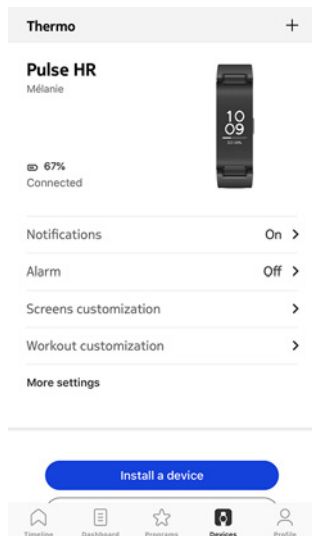 Thermo
Pulse HR
Mélanie
10
09
67%
Connected
Notifications On
Alarm Off
Screens customization
Workout customization
More settings
Install a device
Timeline Dashboard Programs Devices Profile